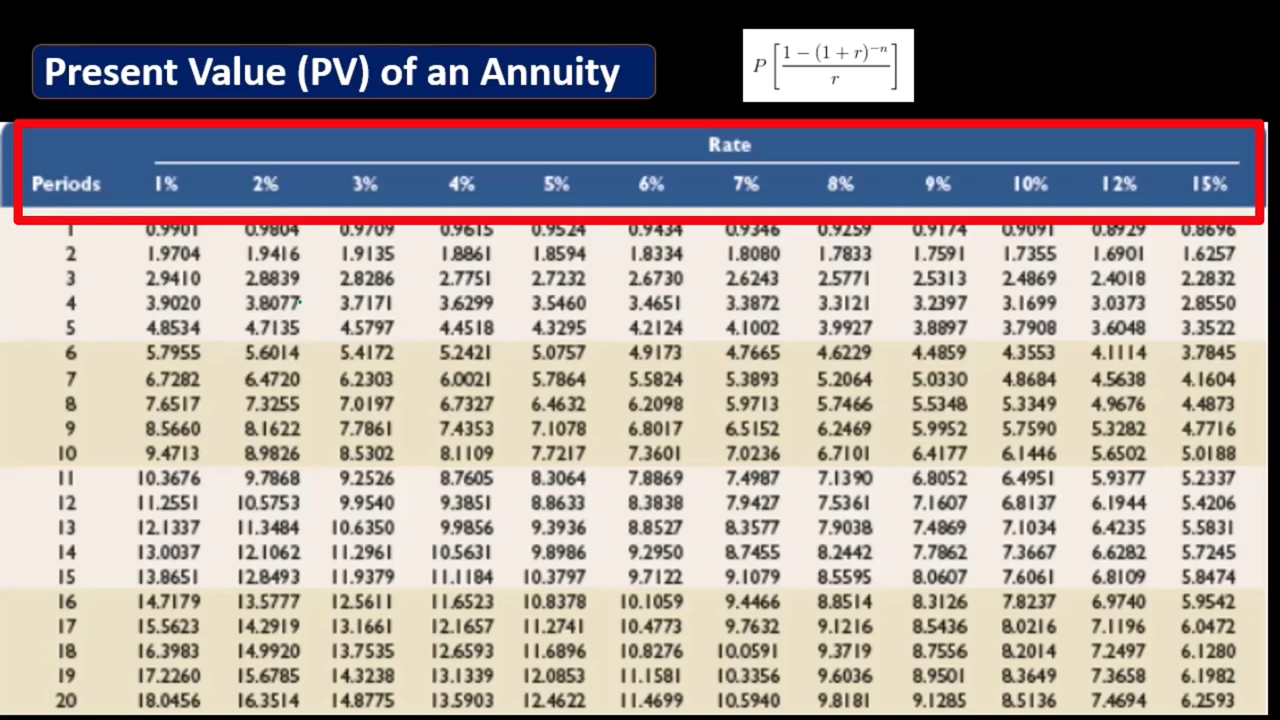 Present Value (PV) of an Annuity
P [ 1 − (1 + r)^−n / r ]
Rate
Periods 1% 2% 3% 4% 5% 6% 7% 8% 9% 10% 12% 15%
1 0.9901 0.9804 0.9709 0.9615 0.9524 0.9434 0.9346 0.9259 0.9174 0.9091 0.8929 0.8696
2 1.9704 1.9416 1.9135 1.8861 1.8594 1.8334 1.8080 1.7833 1.7591 1.7355 1.6901 1.6257
3 2.9410 2.8839 2.8286 2.7751 2.7232 2.6730 2.6243 2.5771 2.5313 2.4869 2.4018 2.2832
4 3.9020 3.8077 3.7171 3.6299 3.5460 3.4651 3.3872 3.3121 3.2397 3.1699 3.0373 2.8550
5 4.8534 4.7135 4.5797 4.4518 4.3295 4.2124 4.1002 3.9927 3.8897 3.7908 3.6048 3.3522
6 5.7955 5.6014 5.4172 5.2421 5.0757 4.9173 4.7665 4.6229 4.4859 4.3553 4.1114 3.7845
7 6.7282 6.4720 6.2303 6.0021 5.7864 5.5824 5.3893 5.2064 5.0330 4.8684 4.5638 4.1604
8 7.6517 7.3255 7.0197 6.7327 6.4632 6.2098 5.9713 5.7466 5.5348 5.3349 4.9676 4.4873
9 8.5660 8.1622 7.7861 7.4353 7.1078 6.8017 6.5152 6.2469 5.9952 5.7590 5.3282 4.7716
10 9.4713 8.9826 8.5302 8.1109 7.7217 7.3601 7.0236 6.7101 6.4177 6.1446 5.6502 5.0188
11 10.3676 9.7868 9.2526 8.7605 8.3064 7.8869 7.4987 7.1390 6.8052 6.4951 5.9377 5.2337
12 11.2551 10.5753 9.9540 9.3851 8.8633 8.3838 7.9427 7.5361 7.1607 6.8137 6.1944 5.4206
13 12.1337 11.3484 10.6350 9.9856 9.3936 8.8527 8.3577 7.9038 7.4869 7.1034 6.4235 5.5831
14 13.0037 12.1062 11.2961 10.5631 9.8986 9.2950 8.7455 8.2442 7.7862 7.3667 6.6282 5.7245
15 13.8651 12.8493 11.9379 11.1184 10.3797 9.7122 9.1079 8.5595 8.0607 7.6061 6.8109 5.8474
16 14.7179 13.5777 12.5611 11.6523 10.8378 10.1059 9.4466 8.8514 8.3126 7.8237 6.9740 5.9542
17 15.5623 14.2919 13.1661 12.1657 11.2741 10.4773 9.7632 9.1216 8.5436 8.0216 7.1196 6.0472
18 16.3983 14.9920 13.7535 12.6593 11.6896 10.8276 10.0591 9.3719 8.7556 8.2014 7.2497 6.1280
19 17.2260 15.6785 14.3238 13.1339 12.0853 11.1581 10.3356 9.6036 8.9501 8.3649 7.3658 6.1982
20 18.0456 16.3514 14.8775 13.5903 12.4622 11.4699 10.5940 9.8181 9.1285 8.5136 7.4694 6.2593